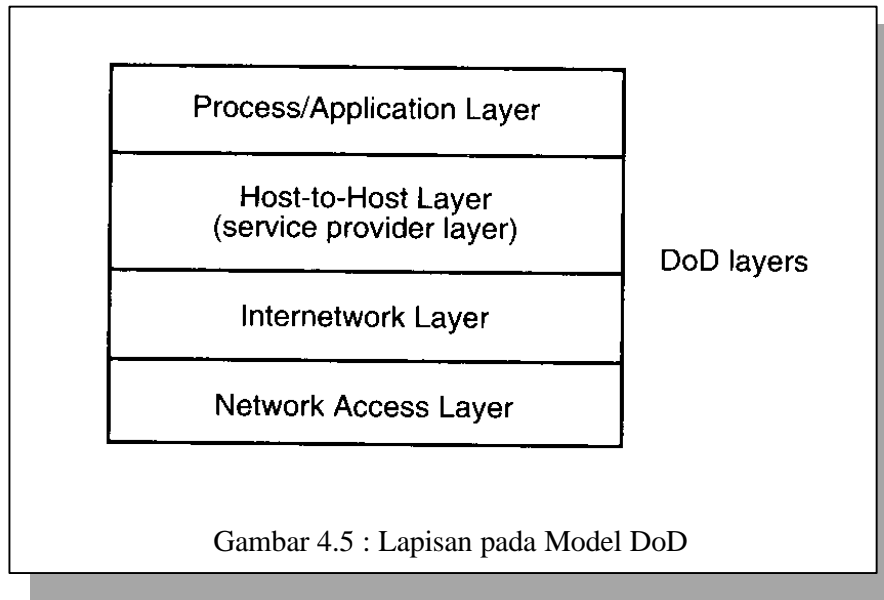 Process/Application Layer
Host-to-Host Layer
(service provider layer)
DoD layers
Internetwork Layer
Network Access Layer
Gambar 4.5 : Lapisan pada Model DoD